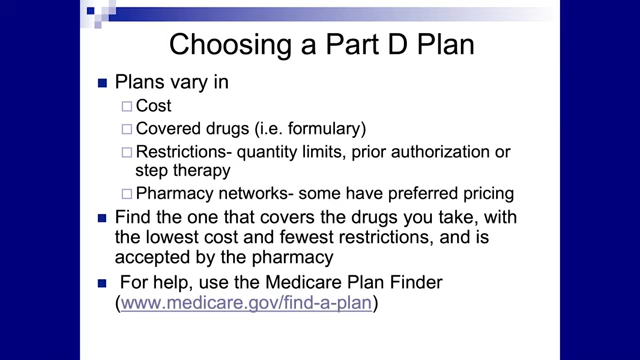 Choosing a Part D Plan
Plans vary in
Cost
Covered drugs (i.e. formulary)
Restrictions- quantity limits, prior authorization or
step therapy
Pharmacy networks- some have preferred pricing
Find the one that covers the drugs you take, with
the lowest cost and fewest restrictions, and is
accepted by the pharmacy
For help, use the Medicare Plan Finder
(www.medicare.gov/find-a-plan)